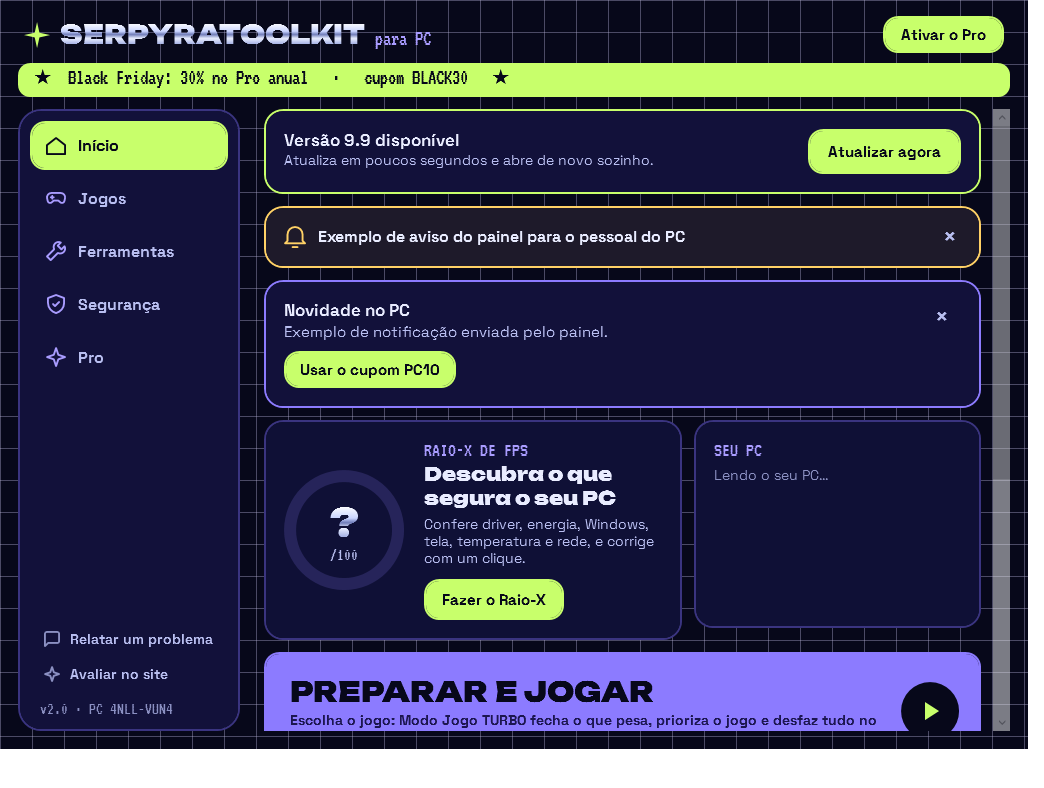 SERPYRATOOLKIT para PC
Ativar o Pro
★ Black Friday: 30% no Pro anual · cupom BLACK30 ★
Início
Jogos
Ferramentas
Segurança
Pro
Relatar um problema
Avaliar no site
v2.0 · PC 4NLL-VUN4
Versão 9.9 disponível
Atualiza em poucos segundos e abre de novo sozinho.
Atualizar agora
Exemplo de aviso do painel para o pessoal do PC
×
Novidade no PC
Exemplo de notificação enviada pelo painel.
×
Usar o cupom PC10
?
/100
RAIO-X DE FPS
Descubra o que
segura o seu PC
Confere driver, energia, Windows,
tela, temperatura e rede, e corrige
com um clique.
Fazer o Raio-X
SEU PC
Lendo o seu PC…
PREPARAR E JOGAR
Escolha o jogo: Modo Jogo TURBO fecha o que pesa, prioriza o jogo e desfaz tudo no